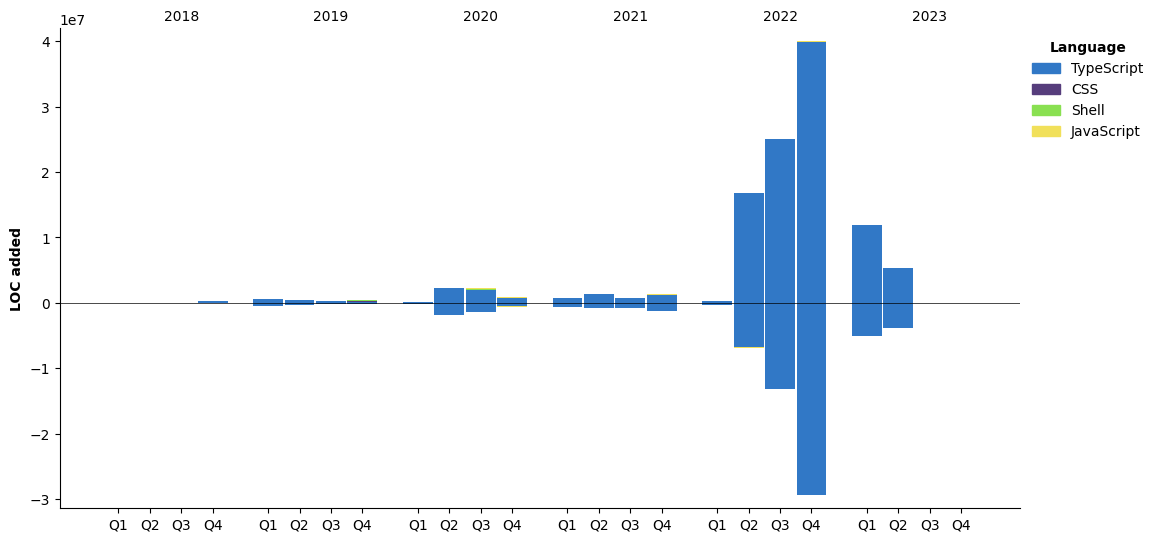 1e7
2018 2019 2020 2021 2022 2023
Language
TypeScript
CSS
Shell
JavaScript
LOC added
4
3
2
1
0
−1
−2
−3
Q1 Q2 Q3 Q4 Q1 Q2 Q3 Q4 Q1 Q2 Q3 Q4 Q1 Q2 Q3 Q4 Q1 Q2 Q3 Q4 Q1 Q2 Q3 Q4